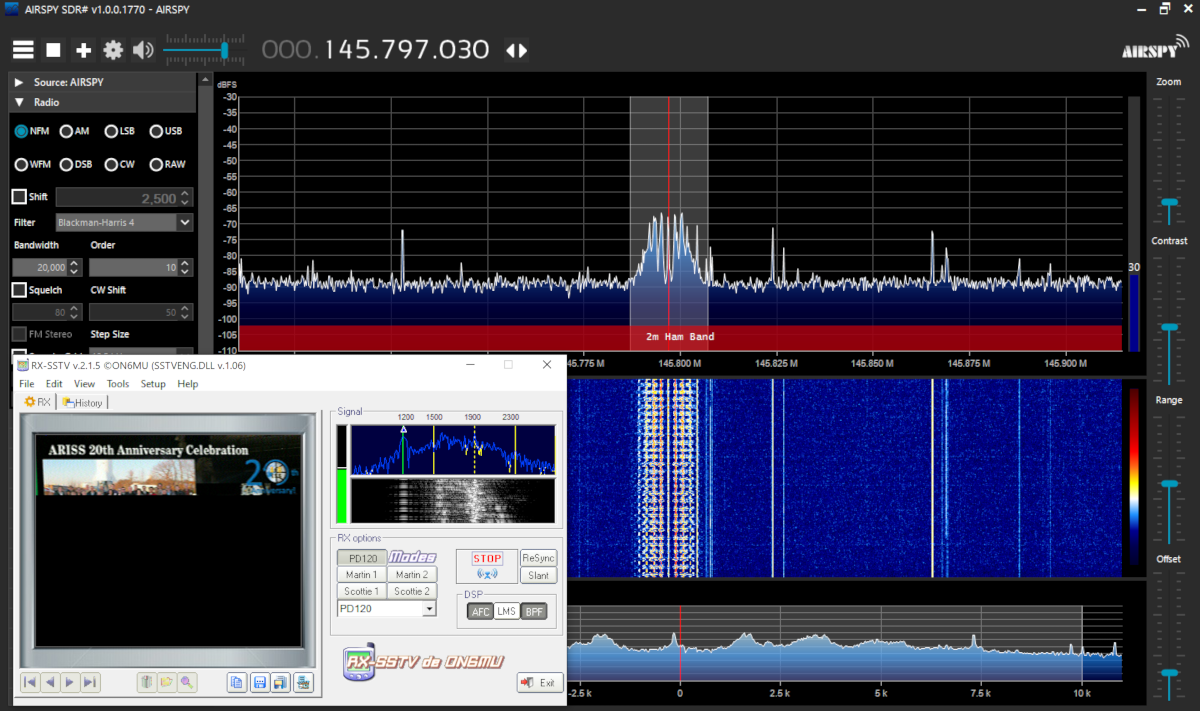 AIRSPY SDR# v1.0.0.1770 - AIRSPY
000.145.797.030
AIRSPY
Source: AIRSPY
Radio
NFM AM LSB USB
WFM DSB CW RAW
Shift 2,500
Filter Blackman-Harris 4
Bandwidth Order
20,000 10
Squelch CW Shift
80 50
FM Stereo Step Size
dBFS
-30
-35
-40
-45
-50
-55
-60
-65
-70
-75
-80
-85
-90
-95
-100
-105
-110
2m Ham Band
30
45.775 M 145.800 M 145.825 M 145.850 M 145.875 M 145.900 M
Zoom
Contrast
Range
Offset
RX-SSTV v.2.1.5 ©ON6MU (SSTVENG.DLL v.1.06)
File Edit View Tools Setup Help
RX History
ARISS 20th Anniversary Celebration
20th
Anniversary!
Signal
1200 1500 1900 2300
RX options
PD120 Modes
Martin 1 Martin 2
Scottie 1 Scottie 2
PD120
STOP
ReSync
Slant
DSP
AFC LMS BPF
RX-SSTV de ON6MU
Exit
-2.5 k 0 2.5 k 5 k 7.5 k 10 k